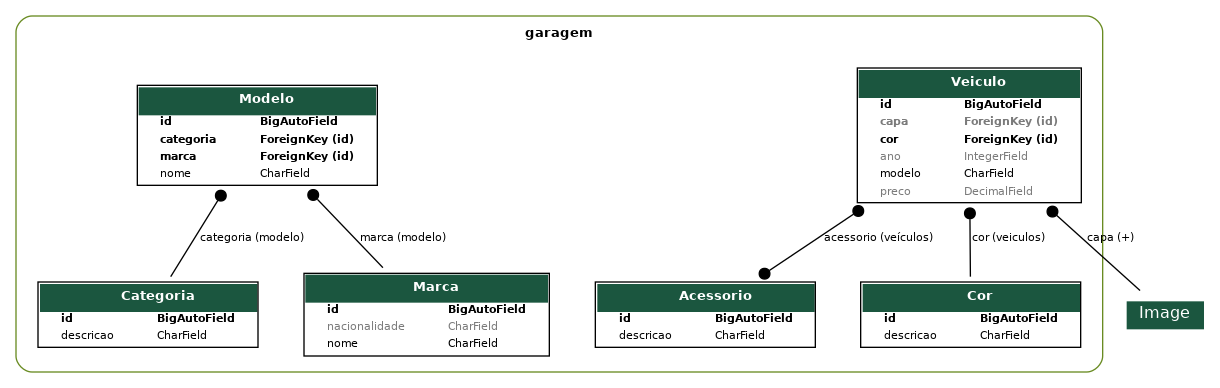 garagem
Modelo
id BigAutoField
categoria ForeignKey (id)
marca ForeignKey (id)
nome CharField
Veiculo
id BigAutoField
capa ForeignKey (id)
cor ForeignKey (id)
ano IntegerField
modelo CharField
preco DecimalField
categoria (modelo)
marca (modelo)
acessorio (veículos)
cor (veiculos)
capa (+)
Categoria
id BigAutoField
descricao CharField
Marca
id BigAutoField
nacionalidade CharField
nome CharField
Acessorio
id BigAutoField
descricao CharField
Cor
id BigAutoField
descricao CharField
Image